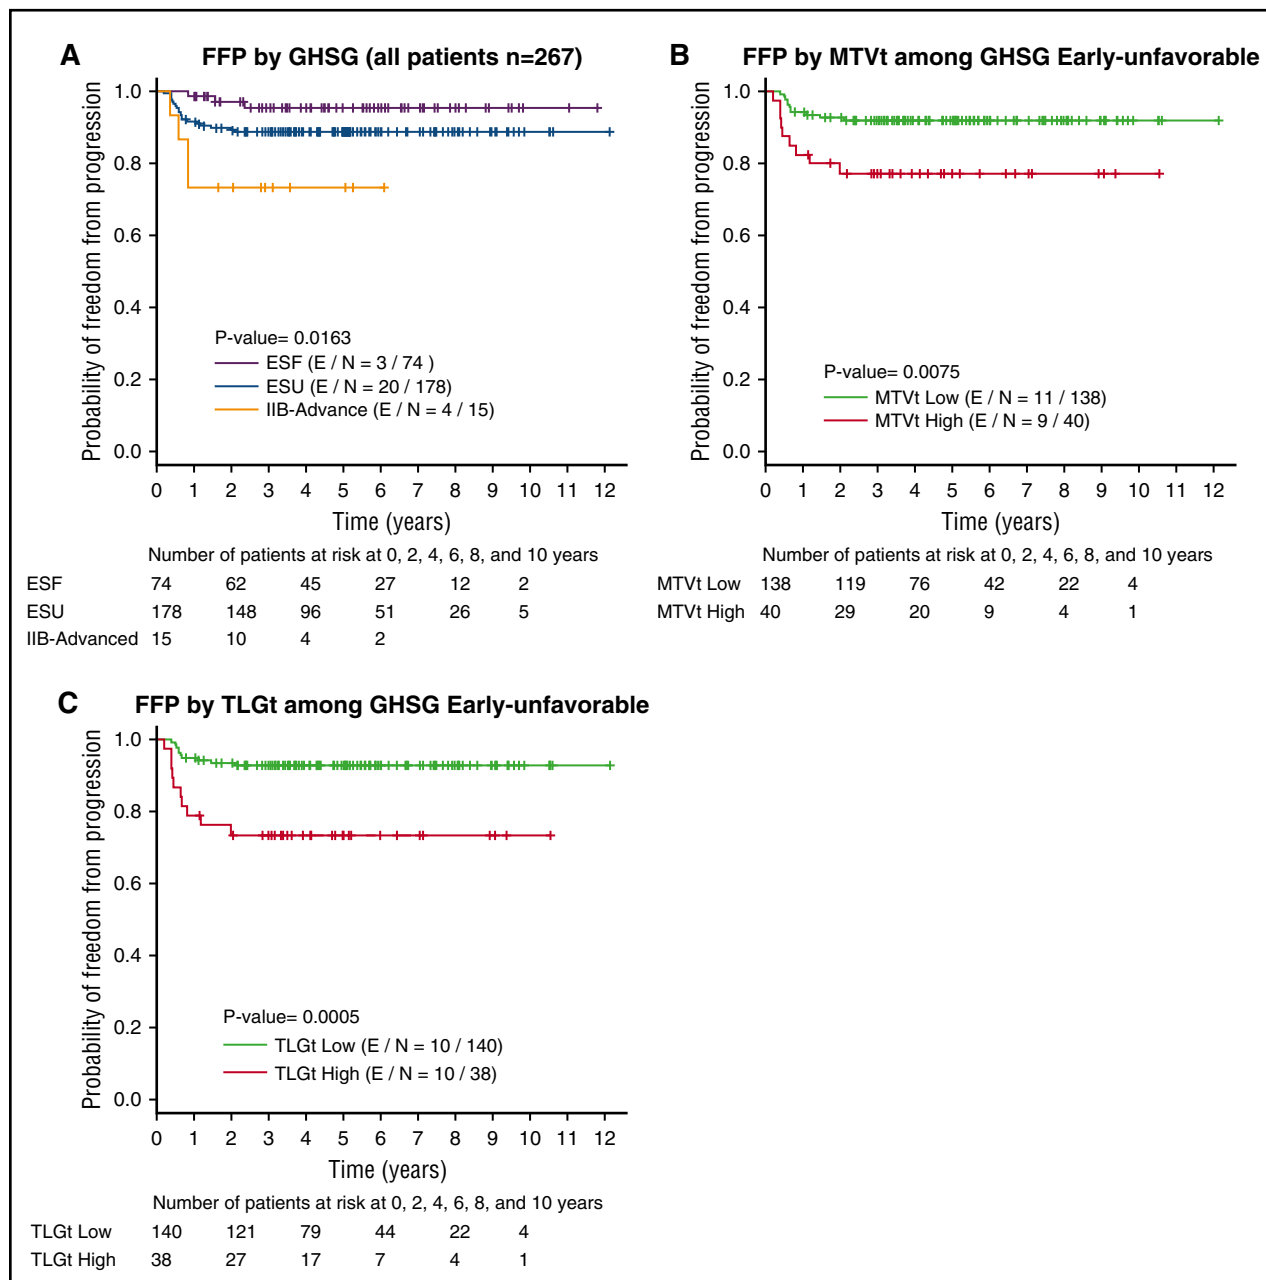 A FFP by GHSG (all patients n=267)
Probability of freedom from progression
1.0
0.8
0.6
0.4
0.2
0.0
P-value= 0.0163
ESF (E / N = 3 / 74 )
ESU (E / N = 20 / 178)
IIB-Advance (E / N = 4 / 15)
0 1 2 3 4 5 6 7 8 9 10 11 12
Time (years)
Number of patients at risk at 0, 2, 4, 6, 8, and 10 years
ESF 74 62 45 27 12 2
ESU 178 148 96 51 26 5
IIB-Advanced 15 10 4 2
B FFP by MTVt among GHSG Early-unfavorable
Probability of freedom from progression
1.0
0.8
0.6
0.4
0.2
0.0
P-value= 0.0075
MTVt Low (E / N = 11 / 138)
MTVt High (E / N = 9 / 40)
0 1 2 3 4 5 6 7 8 9 10 11 12
Time (years)
Number of patients at risk at 0, 2, 4, 6, 8, and 10 years
MTVt Low 138 119 76 42 22 4
MTVt High 40 29 20 9 4 1
C FFP by TLGt among GHSG Early-unfavorable
Probability of freedom from progression
1.0
0.8
0.6
0.4
0.2
0.0
P-value= 0.0005
TLGt Low (E / N = 10 / 140)
TLGt High (E / N = 10 / 38)
0 1 2 3 4 5 6 7 8 9 10 11 12
Time (years)
Number of patients at risk at 0, 2, 4, 6, 8, and 10 years
TLGt Low 140 121 79 44 22 4
TLGt High 38 27 17 7 4 1